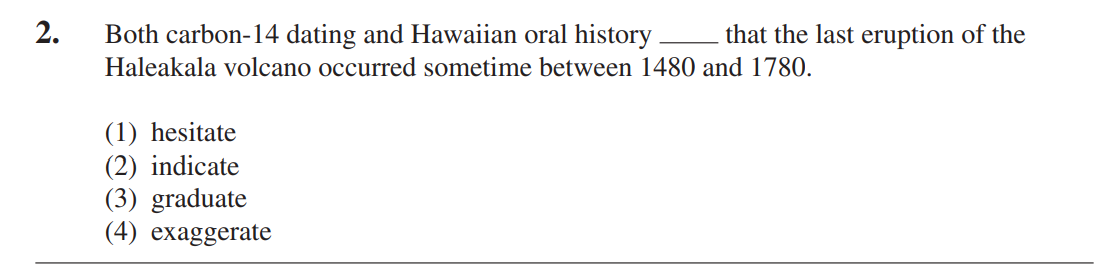 2. Both carbon-14 dating and Hawaiian oral history _____ that the last eruption of the
Haleakala volcano occurred sometime between 1480 and 1780.
(1) hesitate
(2) indicate
(3) graduate
(4) exaggerate